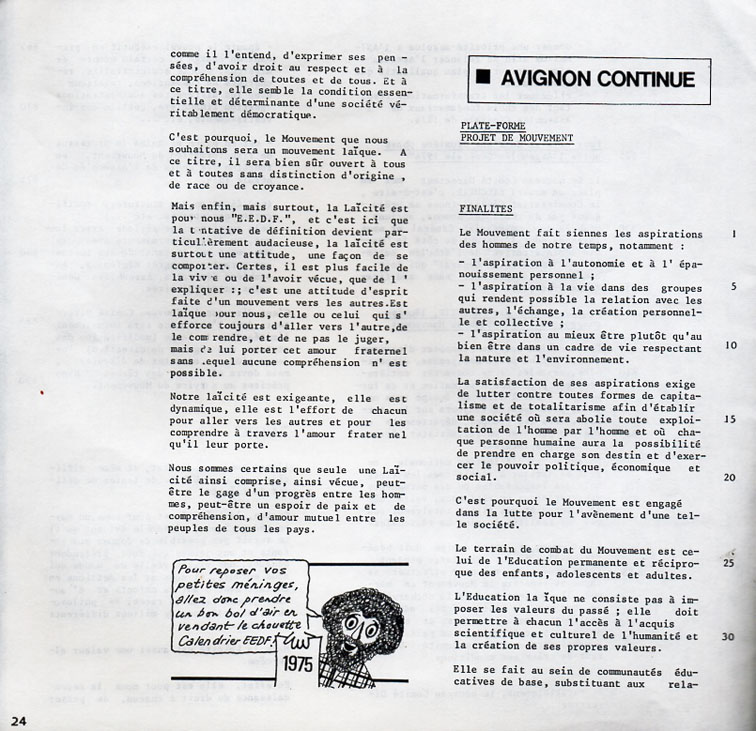 comme il l'entend, d'exprimer ses pen -
sées, d'avoir droit au respect et à la
compréhension de toutes et de tous. Et à
ce titre, elle semble la condition essen-
tielle et déterminante d'une société vé-
ritablement démocratique.
C'est pourquoi, le Mouvement que nous
souhaitons sera un mouvement laïque. A
ce titre, il sera bien sûr ouvert à tous
et à toutes sans distinction d'origine ,
de race ou de croyance.
Mais enfin, mais surtout, la Laïcité est
pour nous "E.E.D.F.", et c'est ici que
la tentative de définition devient par-
ticulièrement audacieuse, la laïcité est
surtout une attitude, une façon de se
comporter. Certes, il est plus facile de
la vivre ou de l'avoir vécue, que de l '
expliquer :; c'est une attitude d'esprit
faite d'un mouvement vers les autres.Est
laïque pour nous, celle ou celui qui s'
efforce toujours d'aller vers l'autre,de
le comprendre, et de ne pas le juger,
mais de lui porter cet amour fraternel
sans lequel aucune compréhension n' est
possible.
Notre laïcité est exigeante, elle est
dynamique, elle est l'effort de chacun
pour aller vers les autres et pour les
comprendre à travers l'amour frater nel
qu'il leur porte.
Nous sommes certains que seule une Laï-
cité ainsi comprise, ainsi vécue, peut-
être le gage d'un progrès entre les hom-
mes, peut-être un espoir de paix et de
compréhension, d'amour mutuel entre les
peuples de tous les pays.
Pour reposer vos
petites méninges,
allez donc prendre
un bon bol d'air en
vendant le chouette
Calendrier EEDF.
1975
24
■ AVIGNON CONTINUE
PLATE-FORME
PROJET DE MOUVEMENT
FINALITES
Le Mouvement fait siennes les aspirations 1
des hommes de notre temps, notamment :
- l'aspiration à l'autonomie et à l' épa-
nouissement personnel ;
- l'aspiration à la vie dans des groupes 5
qui rendent possible la relation avec les
autres, l'échange, la création personnel-
le et collective ;
- l'aspiration au mieux être plutôt qu'au
bien être dans un cadre de vie respectant 10
la nature et l'environnement.
La satisfaction de ses aspirations exige
de lutter contre toutes formes de capita-
lisme et de totalitarisme afin d'établir
une société où sera abolie toute exploi- 15
tation de l'homme par l'homme et où cha-
que personne humaine aura la possibilité
de prendre en charge son destin et d'exer-
cer le pouvoir politique, économique et
social. 20
C'est pourquoi le Mouvement est engagé
dans la lutte pour l'avènement d'une tel-
le société.
Le terrain de combat du Mouvement est ce-
lui de l'Education permanente et récipro- 25
que des enfants, adolescents et adultes.
L'Education la ïque ne consiste pas à im-
poser les valeurs du passé ; elle doit
permettre à chacun l'accès à l'acquis
scientifique et culturel de l'humanité et 30
la création de ses propres valeurs.
Elle se fait au sein de communautés édu-
catives de base, substituant aux rela-